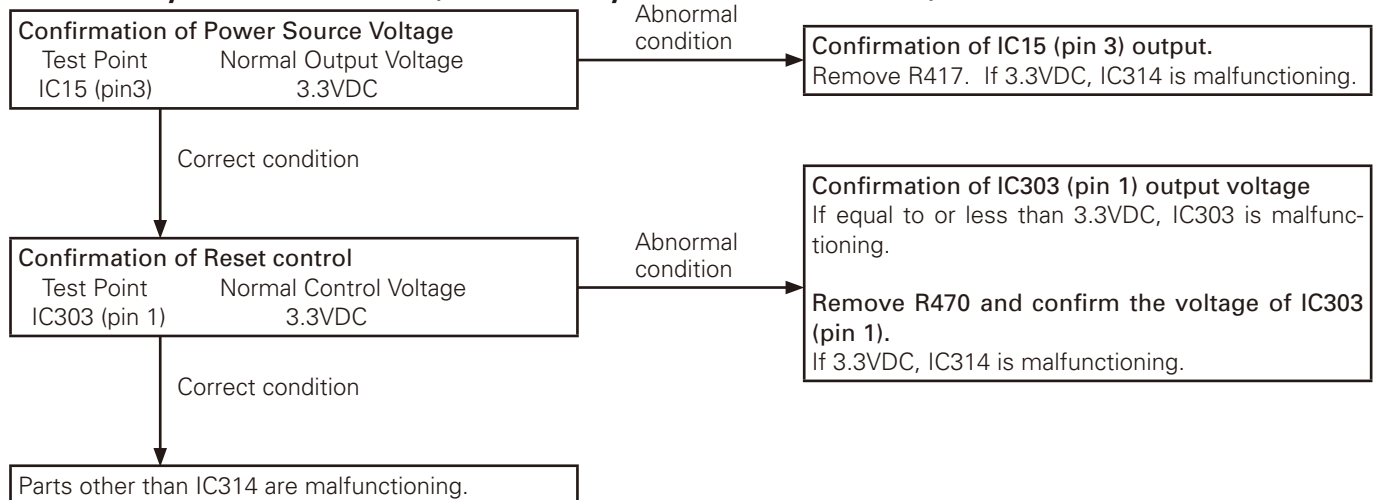 Confirmation of Power Source Voltage
Test Point Normal Output Voltage
IC15 (pin3) 3.3VDC
Abnormal
condition
Confirmation of IC15 (pin 3) output.
Remove R417. If 3.3VDC, IC314 is malfunctioning.
Correct condition
Confirmation of Reset control
Test Point Normal Control Voltage
IC303 (pin 1) 3.3VDC
Abnormal
condition
Confirmation of IC303 (pin 1) output voltage
If equal to or less than 3.3VDC, IC303 is malfunc-
tioning.
Remove R470 and confirm the voltage of IC303
(pin 1).
If 3.3VDC, IC314 is malfunctioning.
Correct condition
Parts other than IC314 are malfunctioning.